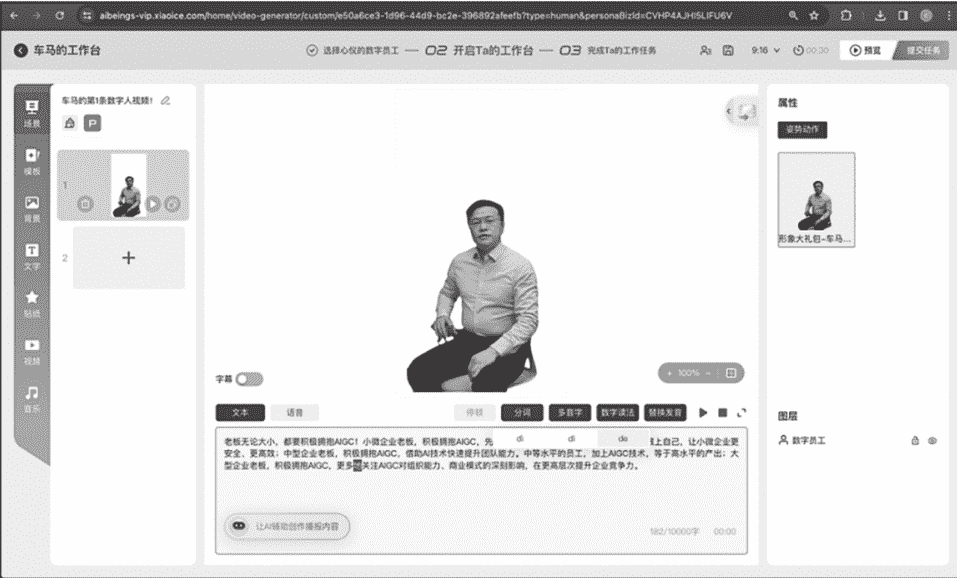 aibeings-vip.xiaoice.com/home/video-generator/custom/e50a6ce3-1d96-44d9-bc2e-396892afeefb?type=human&personaBizId=CVHP4AJHI5LIFU6V
车马的工作台
选择心仪的数字员工 — 02 开启Ta的工作台 — 03 完成Ta的工作任务
9:16
00:00
预览
提交任务
场景
模板
背景
文字
贴纸
视频
音乐
车马的第1条数字人视频!
P
1
2
字幕
100%
文本
语音
停顿
分词
多音字
数字读法
替换发音
老板无论大小,都要积极拥抱AIGC!小微企业老板,积极拥抱AIGC,先
di
di
de
上自己,让小微企业更
安全、更高效;中型企业老板,积极拥抱AIGC,借助AI技术快速提升团队能力。中等水平的员工,加上AIGC技术,等于高水平的产出;大
型企业老板,积极拥抱AIGC,更多地关注AIGC对组织能力、商业模式的深刻影响,在更高层次提升企业竞争力。
让AI辅助创作播报内容
182/10000字 00:00
属性
姿势动作
形象大礼包-车马...
图层
数字员工